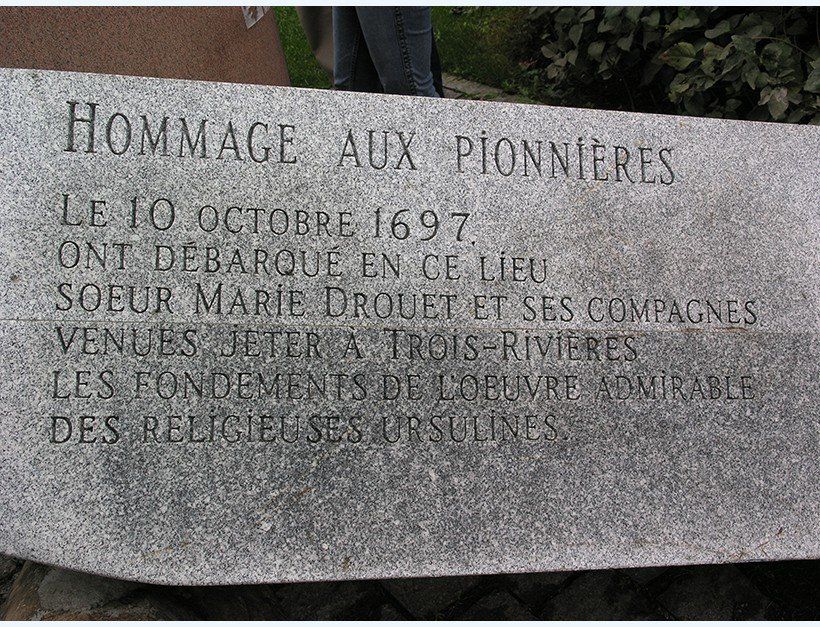 HOMMAGE AUX PIONNIÈRES
LE 10 OCTOBRE 1697,
ONT DÉBARQUÉ EN CE LIEU
SOEUR MARIE DROUET ET SES COMPAGNES,
VENUES JETER À TROIS-RIVIÈRES
LES FONDEMENTS DE L'OEUVRE ADMIRABLE
DES RELIGIEUSES URSULINES.